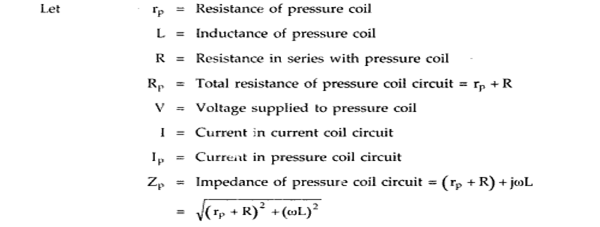 Let r_p = Resistance of pressure coil
L = Inductance of pressure coil
R = Resistance in series with pressure coil
R_p = Total resistance of pressure coil circuit = r_p + R
V = Voltage supplied to pressure coil
I = Current in current coil circuit
I_p = Current in pressure coil circuit
Z_p = Impedance of pressure coil circuit = (r_p + R) + jωL
= √((r_p + R)² + (ωL)²)